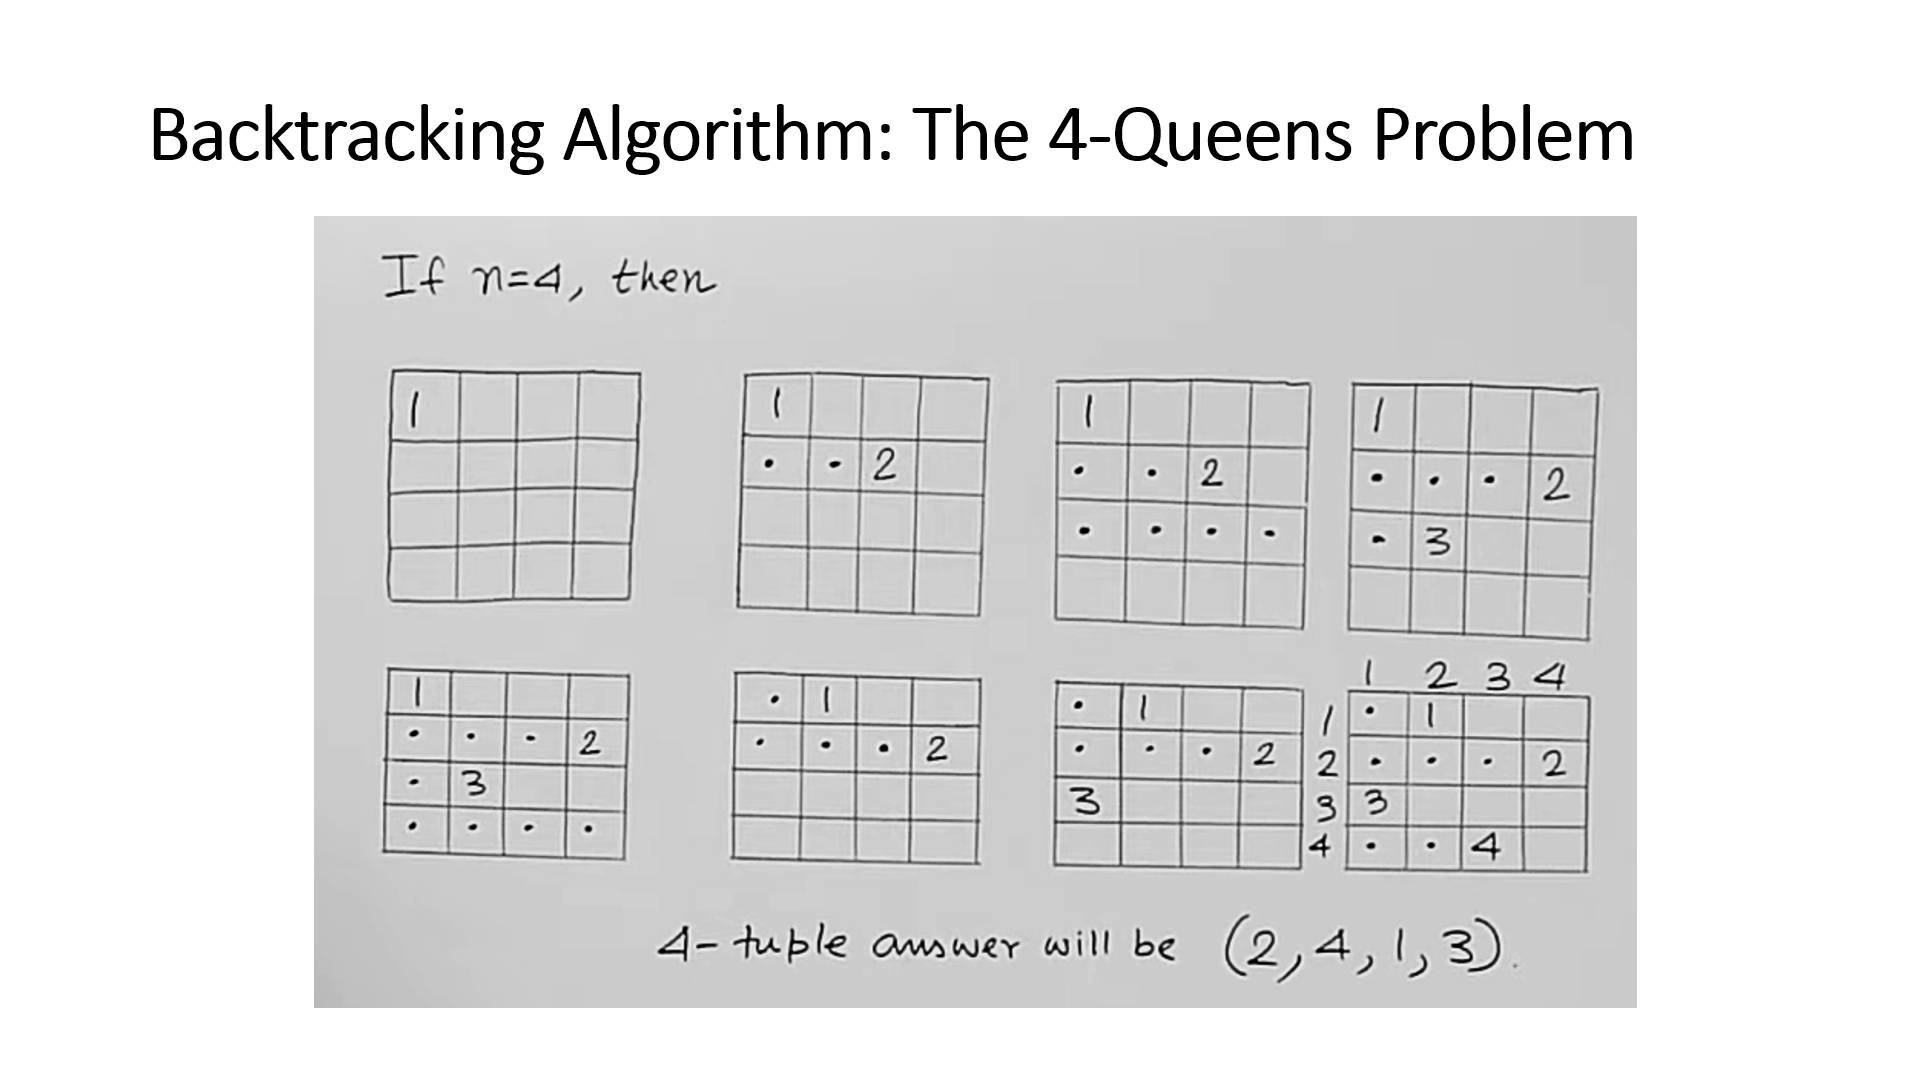 Backtracking Algorithm: The 4-Queens Problem
If n=4, then
1
1
· · 2
1
· · 2
· · · ·
1
· · · 2
· 3
1
· · · 2
· 3
· · · ·
· 1
· · · 2
· 1
· · · 2
3
1 2 3 4
1 · 1
2 · · · 2
3 3
4 · · 4
4- tuple answer will be (2, 4, 1, 3).